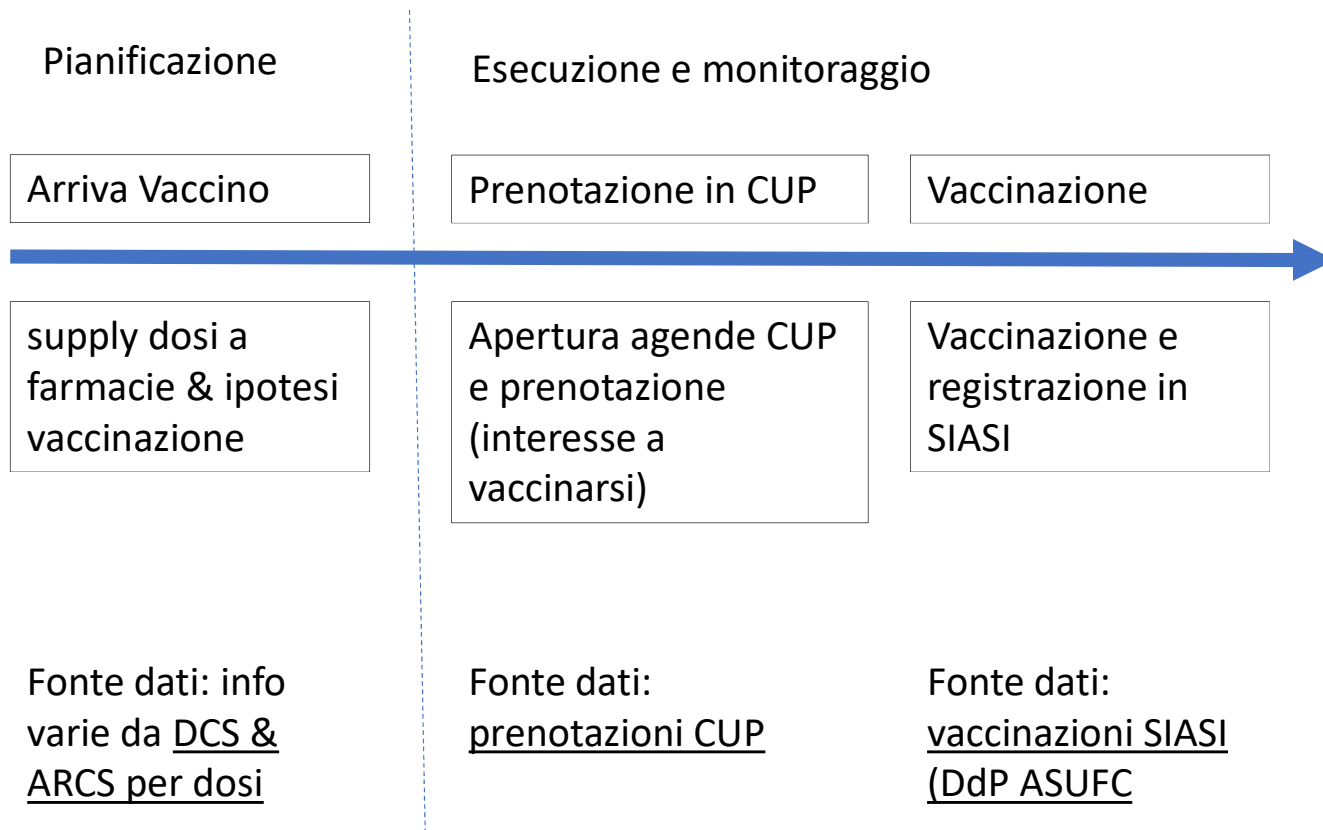 Pianificazione
Esecuzione e monitoraggio
Arriva Vaccino
Prenotazione in CUP
Vaccinazione
supply dosi a
farmacie & ipotesi
vaccinazione
Apertura agende CUP
e prenotazione
(interesse a
vaccinarsi)
Vaccinazione e
registrazione in
SIASI
Fonte dati: info
varie da DCS &
ARCS per dosi
Fonte dati:
prenotazioni CUP
Fonte dati:
vaccinazioni SIASI
(DdP ASUFC